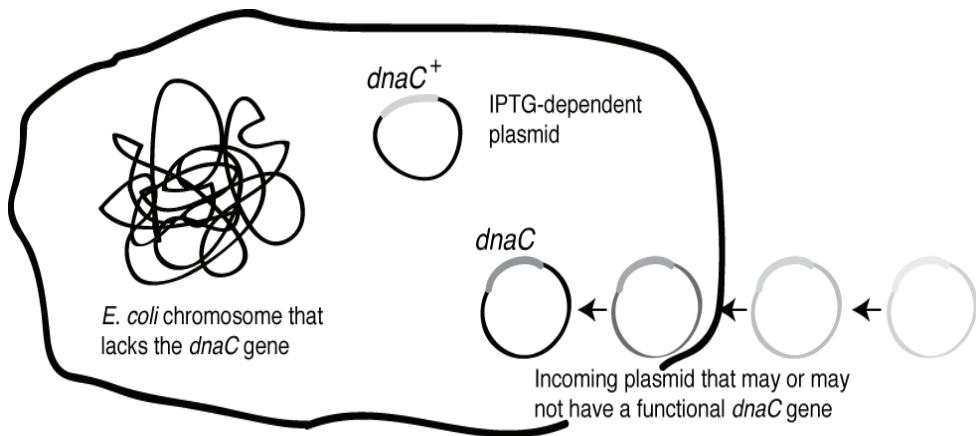 dnaC+
IPTG-dependent
plasmid
dnaC
E. coli chromosome that
lacks the dnaC gene
Incoming plasmid that may or may
not have a functional dnaC gene